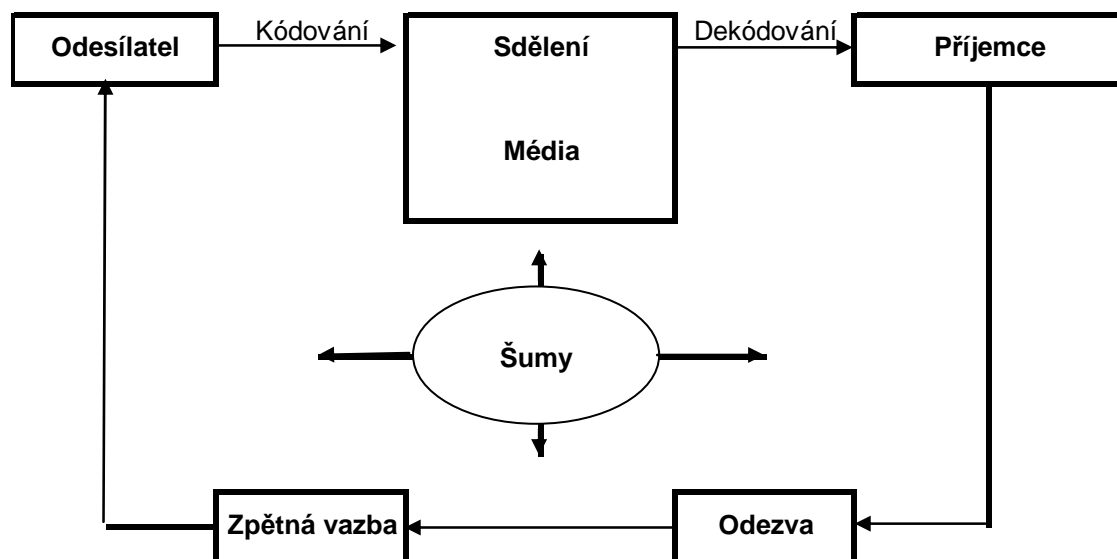 Odesílatel
Kódování
Sdělení
Dekódování
Příjemce
Média
Šumy
Zpětná vazba
Odezva